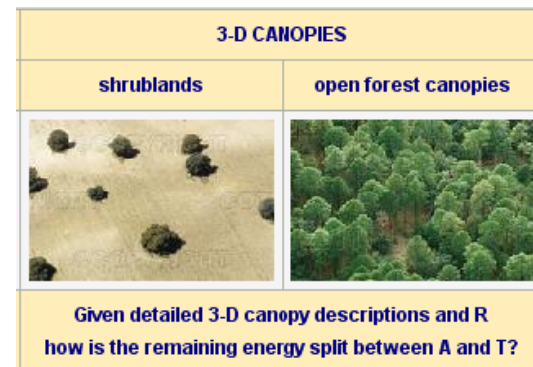 3-D CANOPIES
shrublands
open forest canopies
Given detailed 3-D canopy descriptions and R
how is the remaining energy split between A and T?